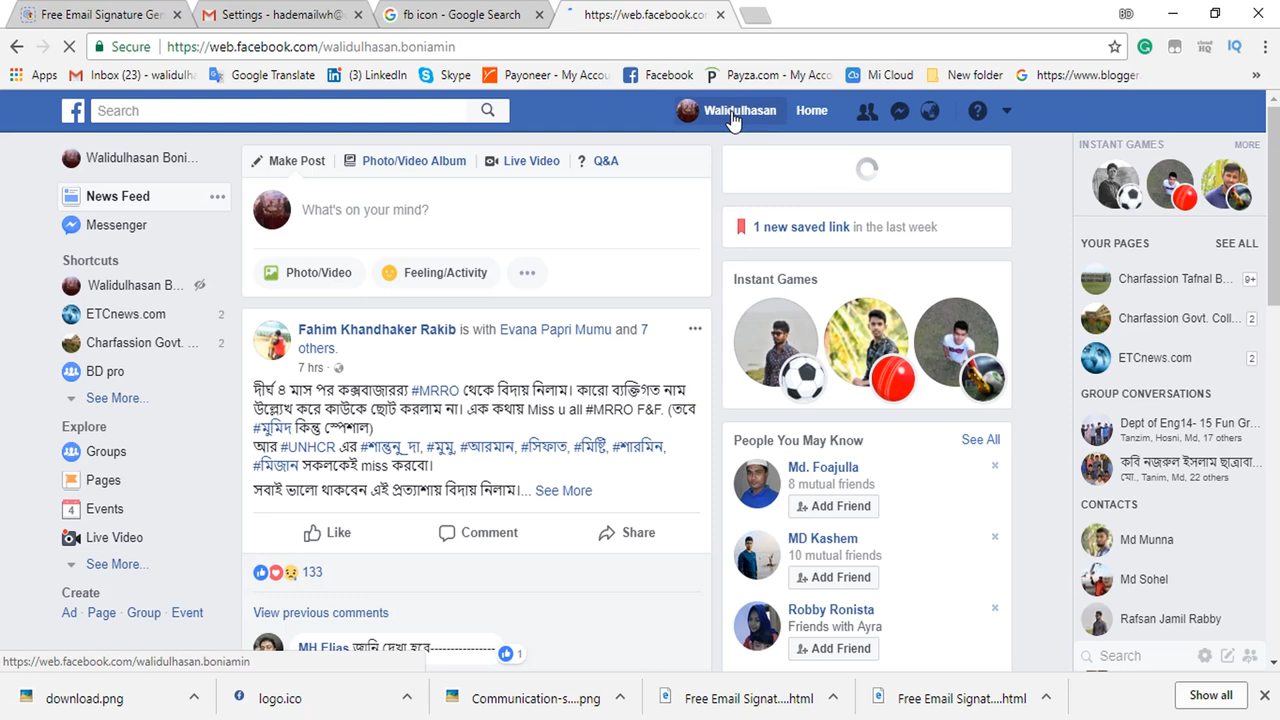 Free Email Signature Gen
Settings - hademailwh@
fb icon - Google Search
https://web.facebook.com/
BD
Secure
https://web.facebook.com/walidulhasan.boniamin
Apps
Inbox (23) - walidulha
Google Translate
(3) LinkedIn
Skype
Payoneer - My Accou
Facebook
Payza.com - My Acco
Mi Cloud
New folder
https://www.blogger
Search
Walidulhasan
Home
Walidulhasan Boni...
News Feed
Messenger
Shortcuts
Walidulhasan B...
ETCnews.com 2
Charfassion Govt. ... 2
BD pro
See More...
Explore
Groups
Pages
4 Events
Live Video
See More...
Create
Ad · Page · Group · Event
Make Post
Photo/Video Album
Live Video
Q&A
What's on your mind?
Photo/Video
Feeling/Activity
Fahim Khandhaker Rakib is with Evana Papri Mumu and 7
others.
7 hrs ·
দীর্ঘ ৪ মাস পর কক্সবাজাররর্য #MRRO থেকে বিদায় নিলাম। কারো ব্যক্তিগত নাম
উল্লেখ করে কাউকে ছোট করলাম না। এক কথায় Miss u all #MRRO F&F. (তবে
#মুমিদ কিন্তু স্পেশাল)
আর #UNHCR এর #শান্তনু_দা, #মুমু, #আরমান, #সিফাত, #মিষ্টি, #শারমিন,
#মিজান সকলকেই miss করবো।
সবাই ভালো থাকবেন এই প্রত্যাশায় বিদায় নিলাম।... See More
Like
Comment
Share
133
View previous comments
MH Elias জানি দেখা হবে----------------
1
1 new saved link in the last week
Instant Games
People You May Know
See All
Md. Foajulla
8 mutual friends
Add Friend
MD Kashem
10 mutual friends
Add Friend
Robby Ronista
Friends with Ayra
Add Friend
INSTANT GAMES
MORE
YOUR PAGES
SEE ALL
Charfassion Tafnal B... 9+
Charfassion Govt. Coll... 2
ETCnews.com 2
GROUP CONVERSATIONS
Dept of Eng14- 15 Fun Gr...
Tanzim, Hosni, Md, 17 others
কবি নজরুল ইসলাম ছাত্রাবা...
মো., Tanim, Md, 22 others
CONTACTS
Md Munna
Md Sohel
Rafsan Jamil Rabby
Search
https://web.facebook.com/walidulhasan.boniamin
download.png
logo.ico
Communication-s....png
Free Email Signat....html
Free Email Signat....html
Show all